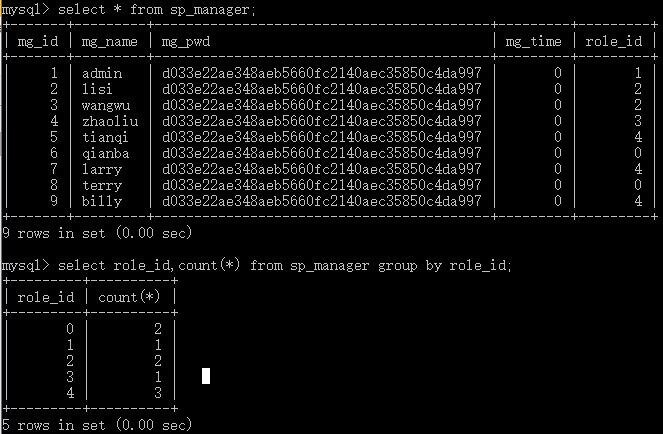 mysql> select * from sp_manager;
+-------+---------+------------------------------------------+---------+---------+
| mg_id | mg_name | mg_pwd                                   | mg_time | role_id |
+-------+---------+------------------------------------------+---------+---------+
|     1 | admin   | d033e22ae348aeb5660fc2140aec35850c4da997 |       0 |       1 |
|     2 | lisi    | d033e22ae348aeb5660fc2140aec35850c4da997 |       0 |       2 |
|     3 | wangwu  | d033e22ae348aeb5660fc2140aec35850c4da997 |       0 |       2 |
|     4 | zhaoliu | d033e22ae348aeb5660fc2140aec35850c4da997 |       0 |       3 |
|     5 | tianqi  | d033e22ae348aeb5660fc2140aec35850c4da997 |       0 |       4 |
|     6 | qianba  | d033e22ae348aeb5660fc2140aec35850c4da997 |       0 |       0 |
|     7 | larry   | d033e22ae348aeb5660fc2140aec35850c4da997 |       0 |       4 |
|     8 | terry   | d033e22ae348aeb5660fc2140aec35850c4da997 |       0 |       0 |
|     9 | billy   | d033e22ae348aeb5660fc2140aec35850c4da997 |       0 |       4 |
+-------+---------+------------------------------------------+---------+---------+
9 rows in set (0.00 sec)
mysql> select role_id,count(*) from sp_manager group by role_id;
+---------+----------+
| role_id | count(*) |
+---------+----------+
|       0 |        2 |
|       1 |        1 |
|       2 |        2 |
|       3 |        1 |
|       4 |        3 |
+---------+----------+
5 rows in set (0.00 sec)